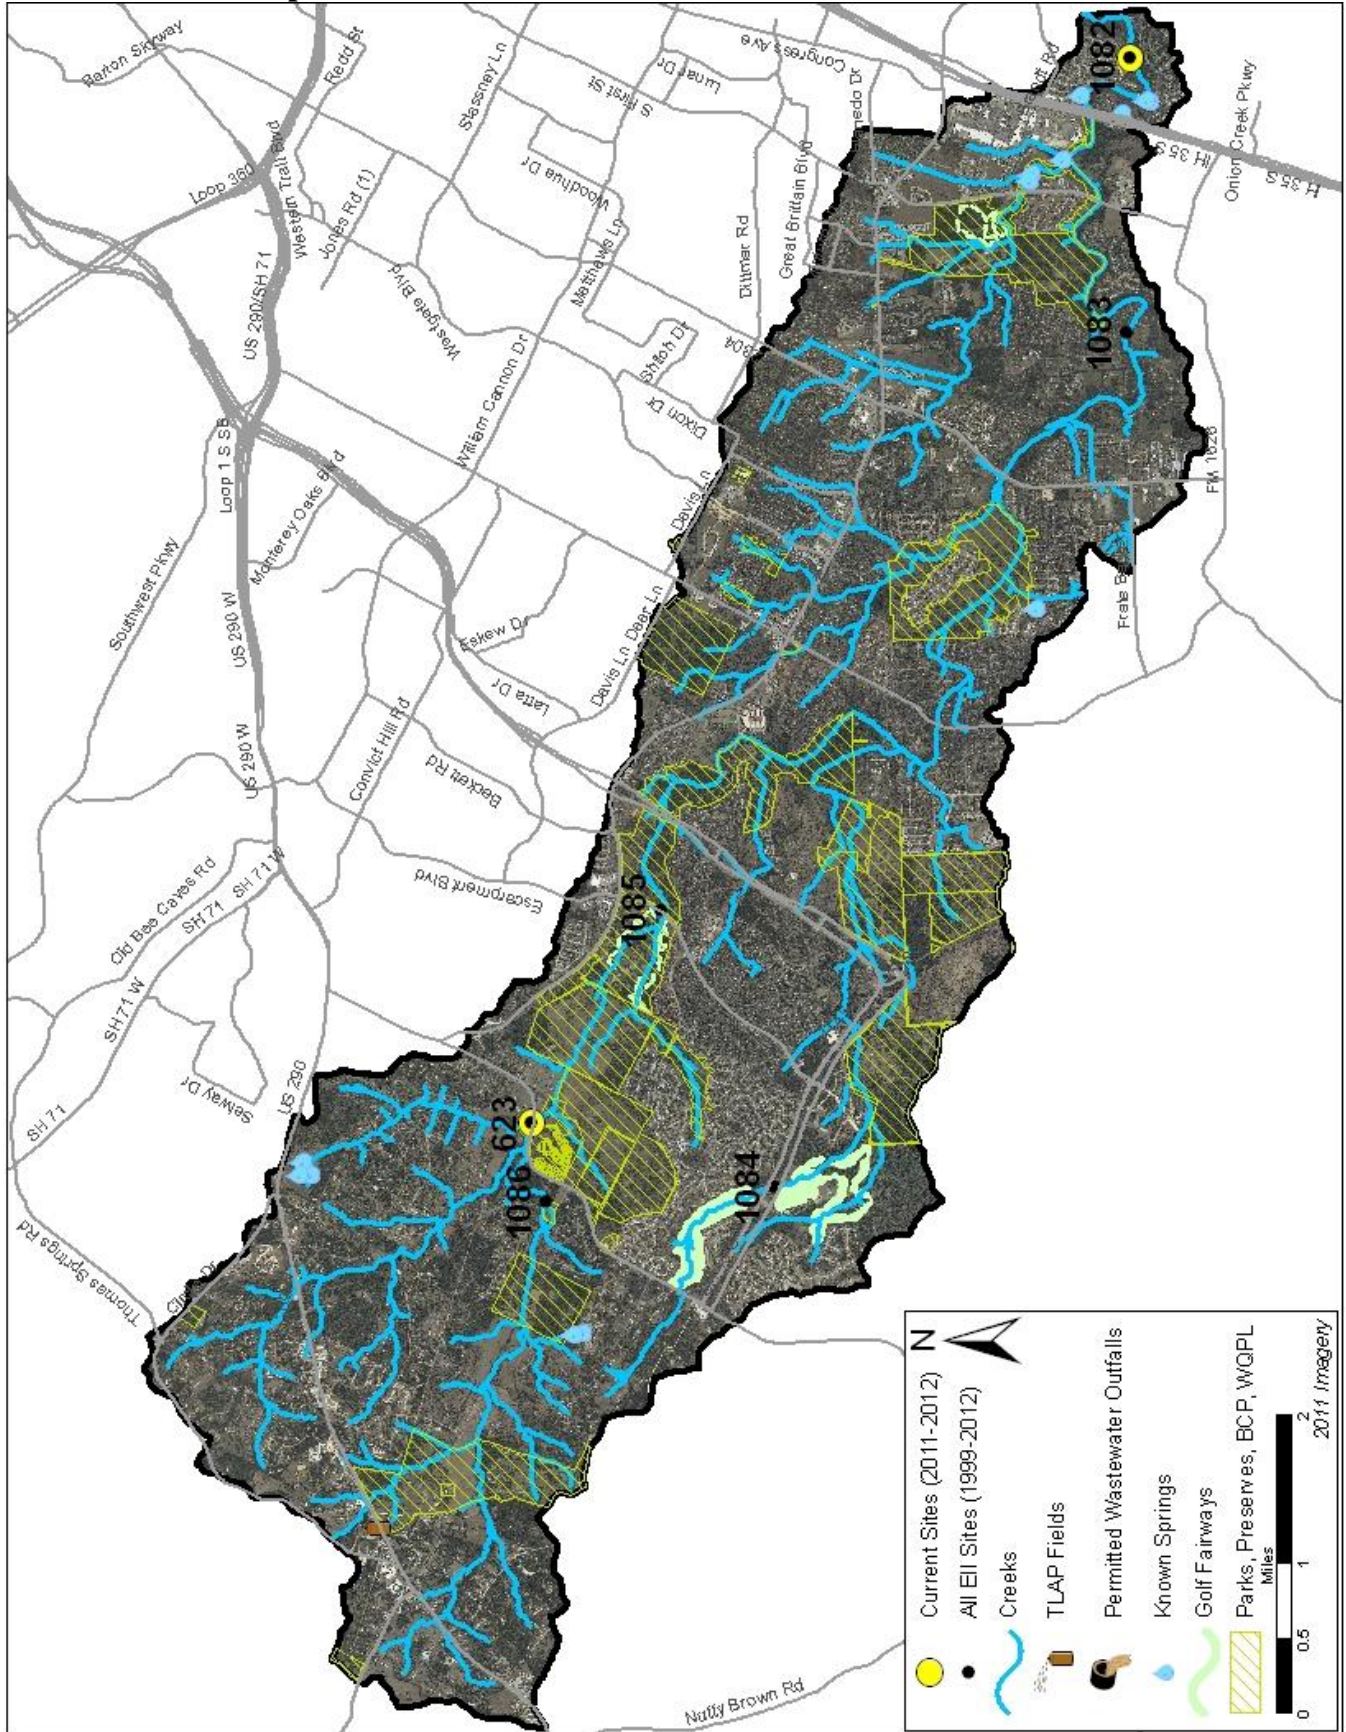 Barton Skyway
Redd St
Loop 360
Western Trail Blvd
Jones Rd (1)
US 290/SH 71
Westgate Blvd
Stassney Ln
S First St
Lunar Dr
S Congress Ave
Woodhue Dr
Matthews Ln
William Cannon Dr
Shiloh Dr
Dixon Dr
Dittmar Rd
Great Brittain Blvd
1082
IH 35 S
IH 35 S
Onion Creek Pkwy
1083
FM 1626
Southwest Pkwy
Loop 1 S SB
Monterey Oaks Blvd
US 290 W
US 290 W
Convict Hill Rd
Eskew Dr
Latta Dr
Davis Ln
Davis Ln
Deer Ln
Beckett Rd
Escarpment Blvd
Old Bee Caves Rd
SH 71
SH 71 W
SH 71 W
SH 71
Selway Dr
US 290
Thomas Springs Rd
1085
623
1086
1084
Nutty Brown Rd
N
Current Sites (2011-2012)
All EII Sites (1999-2012)
Creeks
TLAP Fields
Permitted Wastewater Outfalls
Known Springs
Golf Fairways
Parks, Preserves, BCP, WQPL
Miles
0 0.5 1 2
2011 Imagery